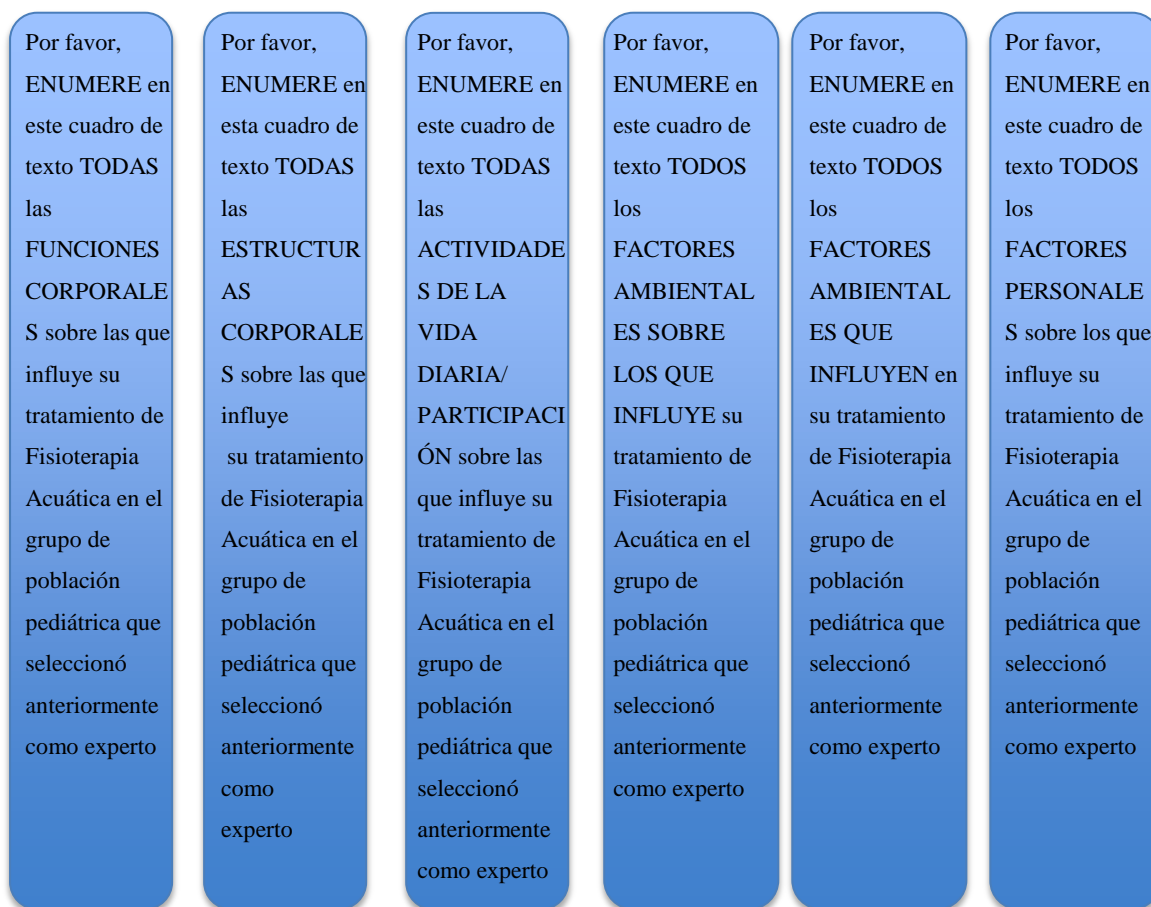 Por favor,
ENUMERE en
este cuadro de
texto TODAS
las
FUNCIONES
CORPORALE
S sobre las que
influye su
tratamiento de
Fisioterapia
Acuática en el
grupo de
población
pediátrica que
seleccionó
anteriormente
como experto
Por favor,
ENUMERE en
esta cuadro de
texto TODAS
las
ESTRUCTUR
AS
CORPORALE
S sobre las que
influye
su tratamiento
de Fisioterapia
Acuática en el
grupo de
población
pediátrica que
seleccionó
anteriormente
como
experto
Por favor,
ENUMERE en
este cuadro de
texto TODAS
las
ACTIVIDADE
S DE LA
VIDA
DIARIA/
PARTICIPACI
ÓN sobre las
que influye su
tratamiento de
Fisioterapia
Acuática en el
grupo de
población
pediátrica que
seleccionó
anteriormente
como experto
Por favor,
ENUMERE en
este cuadro de
texto TODOS
los
FACTORES
AMBIENTAL
ES SOBRE
LOS QUE
INFLUYE su
tratamiento de
Fisioterapia
Acuática en el
grupo de
población
pediátrica que
seleccionó
anteriormente
como experto
Por favor,
ENUMERE en
este cuadro de
texto TODOS
los
FACTORES
AMBIENTAL
ES QUE
INFLUYEN en
su tratamiento
de Fisioterapia
Acuática en el
grupo de
población
pediátrica que
seleccionó
anteriormente
como experto
Por favor,
ENUMERE en
este cuadro de
texto TODOS
los
FACTORES
PERSONALE
S sobre los que
influye su
tratamiento de
Fisioterapia
Acuática en el
grupo de
población
pediátrica que
seleccionó
anteriormente
como experto